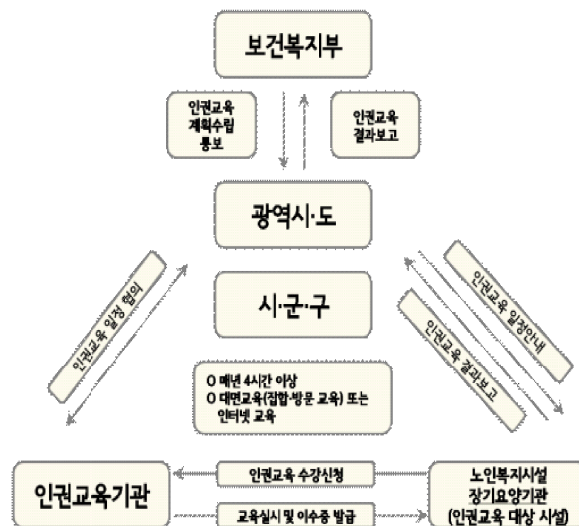 보건복지부
인권교육
계획수립
통보
인권교육
결과보고
광역시·도
시·군·구
인권교육 일정 협의
인권교육 일정안내
인권교육 결과보고
O 매년 4시간 이상
O 대면교육(집합·방문 교육) 또는
인터넷 교육
인권교육기관
인권교육 수강신청
교육실시 및 이수증 발급
노인복지시설
장기요양기관
(인권교육 대상 시설)